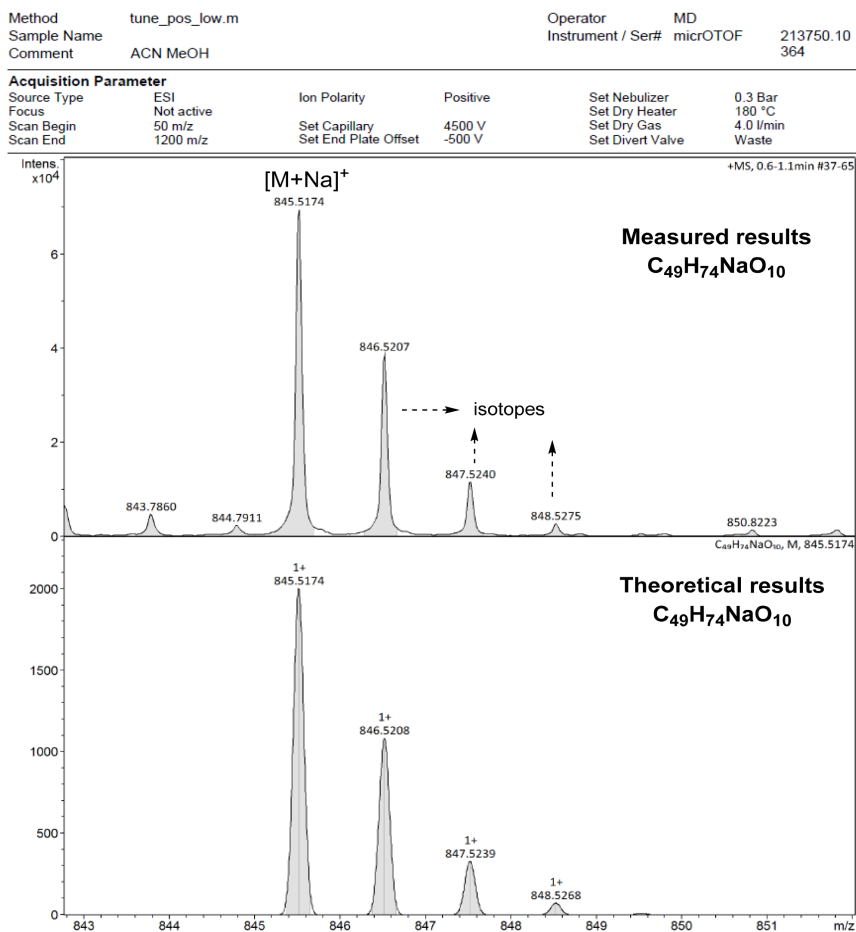 Method tune_pos_low.m Operator MD
Sample Name Instrument / Ser# micrOTOF 213750.10
Comment ACN MeOH 364
Acquisition Parameter
Source Type ESI Ion Polarity Positive Set Nebulizer 0.3 Bar
Focus Not active Set Dry Heater 180 °C
Scan Begin 50 m/z Set Capillary 4500 V Set Dry Gas 4.0 l/min
Scan End 1200 m/z Set End Plate Offset -500 V Set Divert Valve Waste
Intens.
x10⁴
+MS, 0.6-1.1min #37-65
[M+Na]⁺
845.5174
Measured results
C₄₉H₇₄NaO₁₀
6
846.5207
4
isotopes
2
847.5240
843.7860
844.7911
848.5275
850.8223
0
C₄₉H₇₄NaO₁₀, M, 845.5174
1+
845.5174
Theoretical results
C₄₉H₇₄NaO₁₀
2000
1500
1+
846.5208
1000
1+
847.5239
500
1+
848.5268
0
843 844 845 846 847 848 849 850 851 m/z